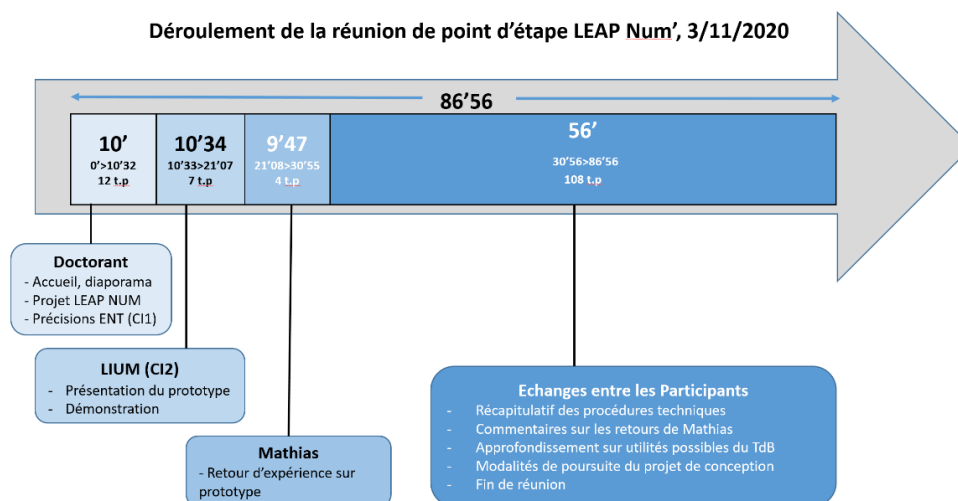 Déroulement de la réunion de point d'étape LEAP Num', 3/11/2020
86'56
10'
0'>10'32
12 t.p
10'34
10'33>21'07
7 t.p
9'47
21'08>30'55
4 t.p
56'
30'56>86'56
108 t.p
Doctorant
- Accueil, diaporama
- Projet LEAP NUM
- Précisions ENT (CI1)
LIUM (CI2)
- Présentation du prototype
- Démonstration
Mathias
- Retour d'expérience sur
prototype
Echanges entre les Participants
- Récapitulatif des procédures techniques
- Commentaires sur les retours de Mathias
- Approfondissement sur utilités possibles du TdB
- Modalités de poursuite du projet de conception
- Fin de réunion